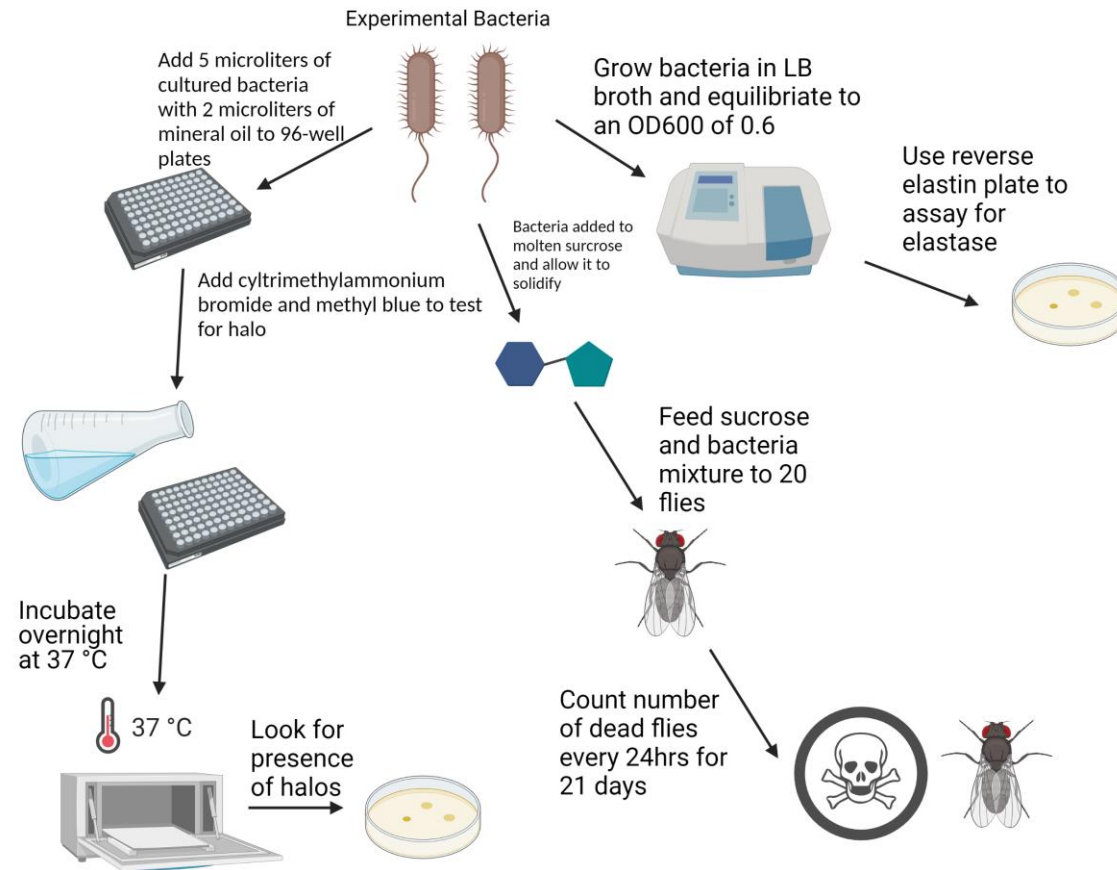 Experimental Bacteria
Add 5 microliters of
cultured bacteria
with 2 microliters of
mineral oil to 96-well
plates
Grow bacteria in LB
broth and equilibriate to
an OD600 of 0.6
Use reverse
elastin plate to
assay for
elastase
Bacteria added to
molten surcrose
and allow it to
solidify
Add cyltrimethylammonium
bromide and methyl blue to test
for halo
Feed sucrose
and bacteria
mixture to 20
flies
Incubate
overnight
at 37 °C
37 °C
Look for
presence
of halos
Count number
of dead flies
every 24hrs for
21 days